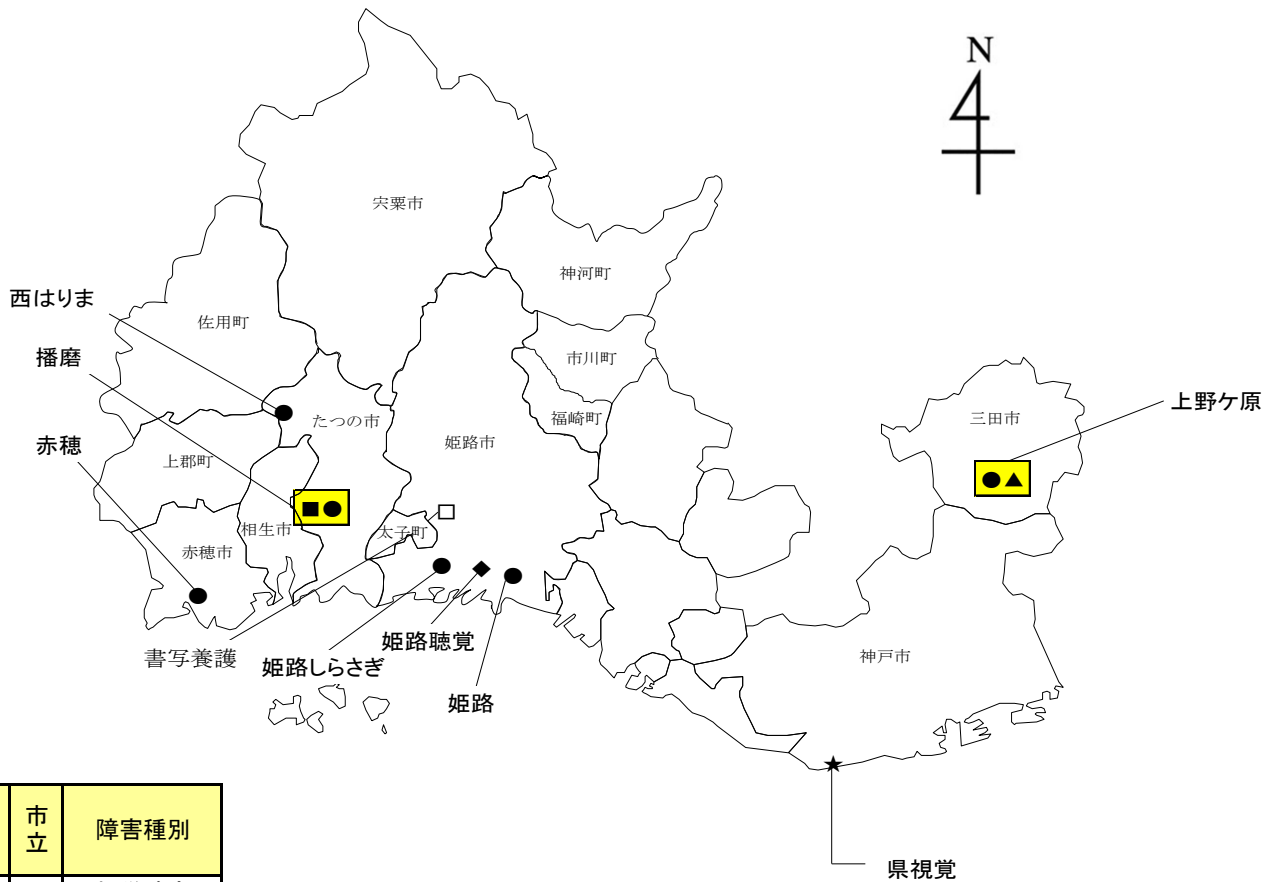 N
宍粟市
神河町
西はりま
佐用町
市川町
播磨
上野ケ原
三田市
たつの市
福崎町
姫路市
赤穂
上郡町
相生市
太子町
赤穂市
姫路聴覚
書写養護
姫路しらさぎ
神戸市
姫路
市立
障害種別
県視覚